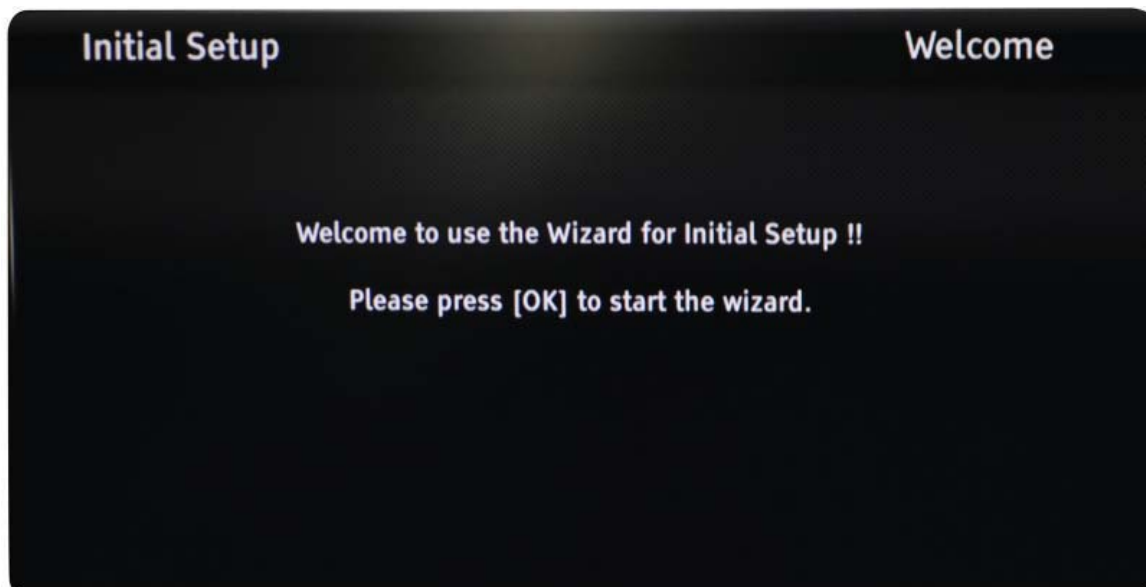 Initial Setup
Welcome
Welcome to use the Wizard for Initial Setup !!
Please press [OK] to start the wizard.